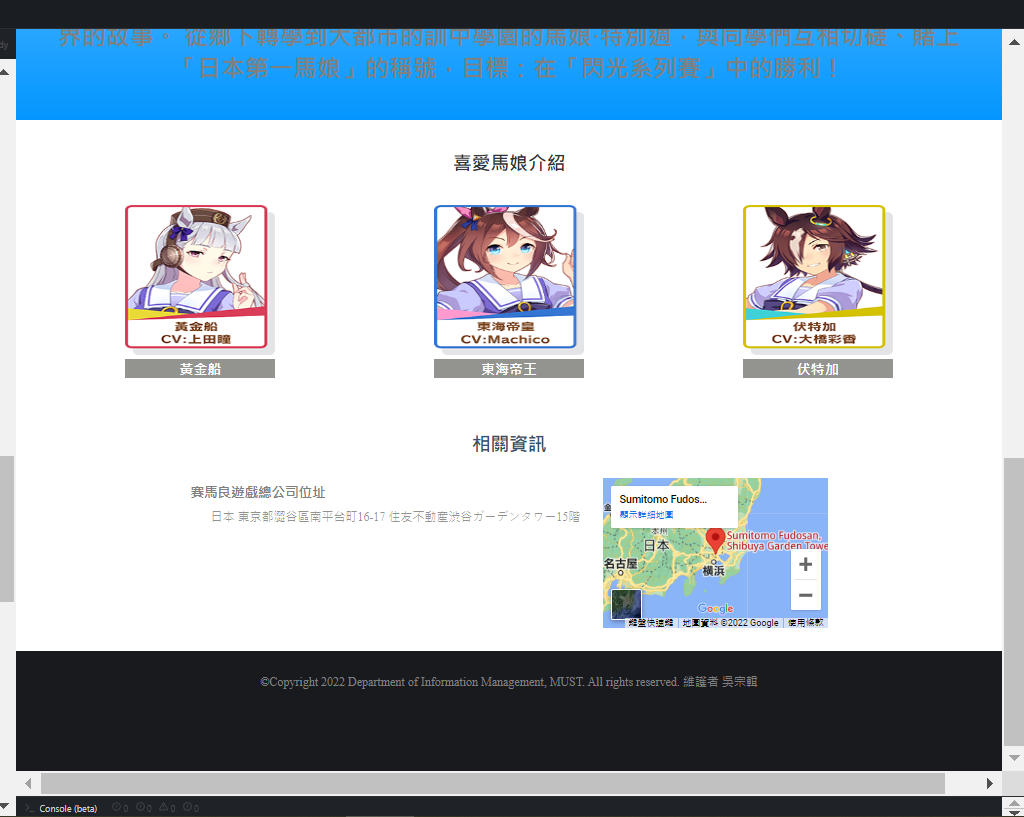 界的故事。 從鄉下轉學到大都市的訓中學園的馬娘‧特別週，與同學們互相切磋、賭上
「日本第一馬娘」的稱號，目標：在「閃光系列賽」中的勝利！
喜愛馬娘介紹
黃金船
CV:上田瞳
東海帝皇
CV:Machico
伏特加
CV:大橋彩香
黃金船
東海帝王
伏特加
相關資訊
賽馬良遊戲總公司位址
日本 東京都澀谷區南平台町16-17 住友不動産渋谷ガーデンタワー15階
Sumitomo Fudos...
顯示詳細地圖
本州
日本
Sumitomo Fudosan,
Shibuya Garden Towe
名古屋
横浜
Google
鍵盤快速鍵
地圖資料 ©2022 Google
使用條款
©Copyright 2022 Department of Information Management, MUST. All rights reserved. 維護者 吳宗輯
Console (beta)
0 0 0 0